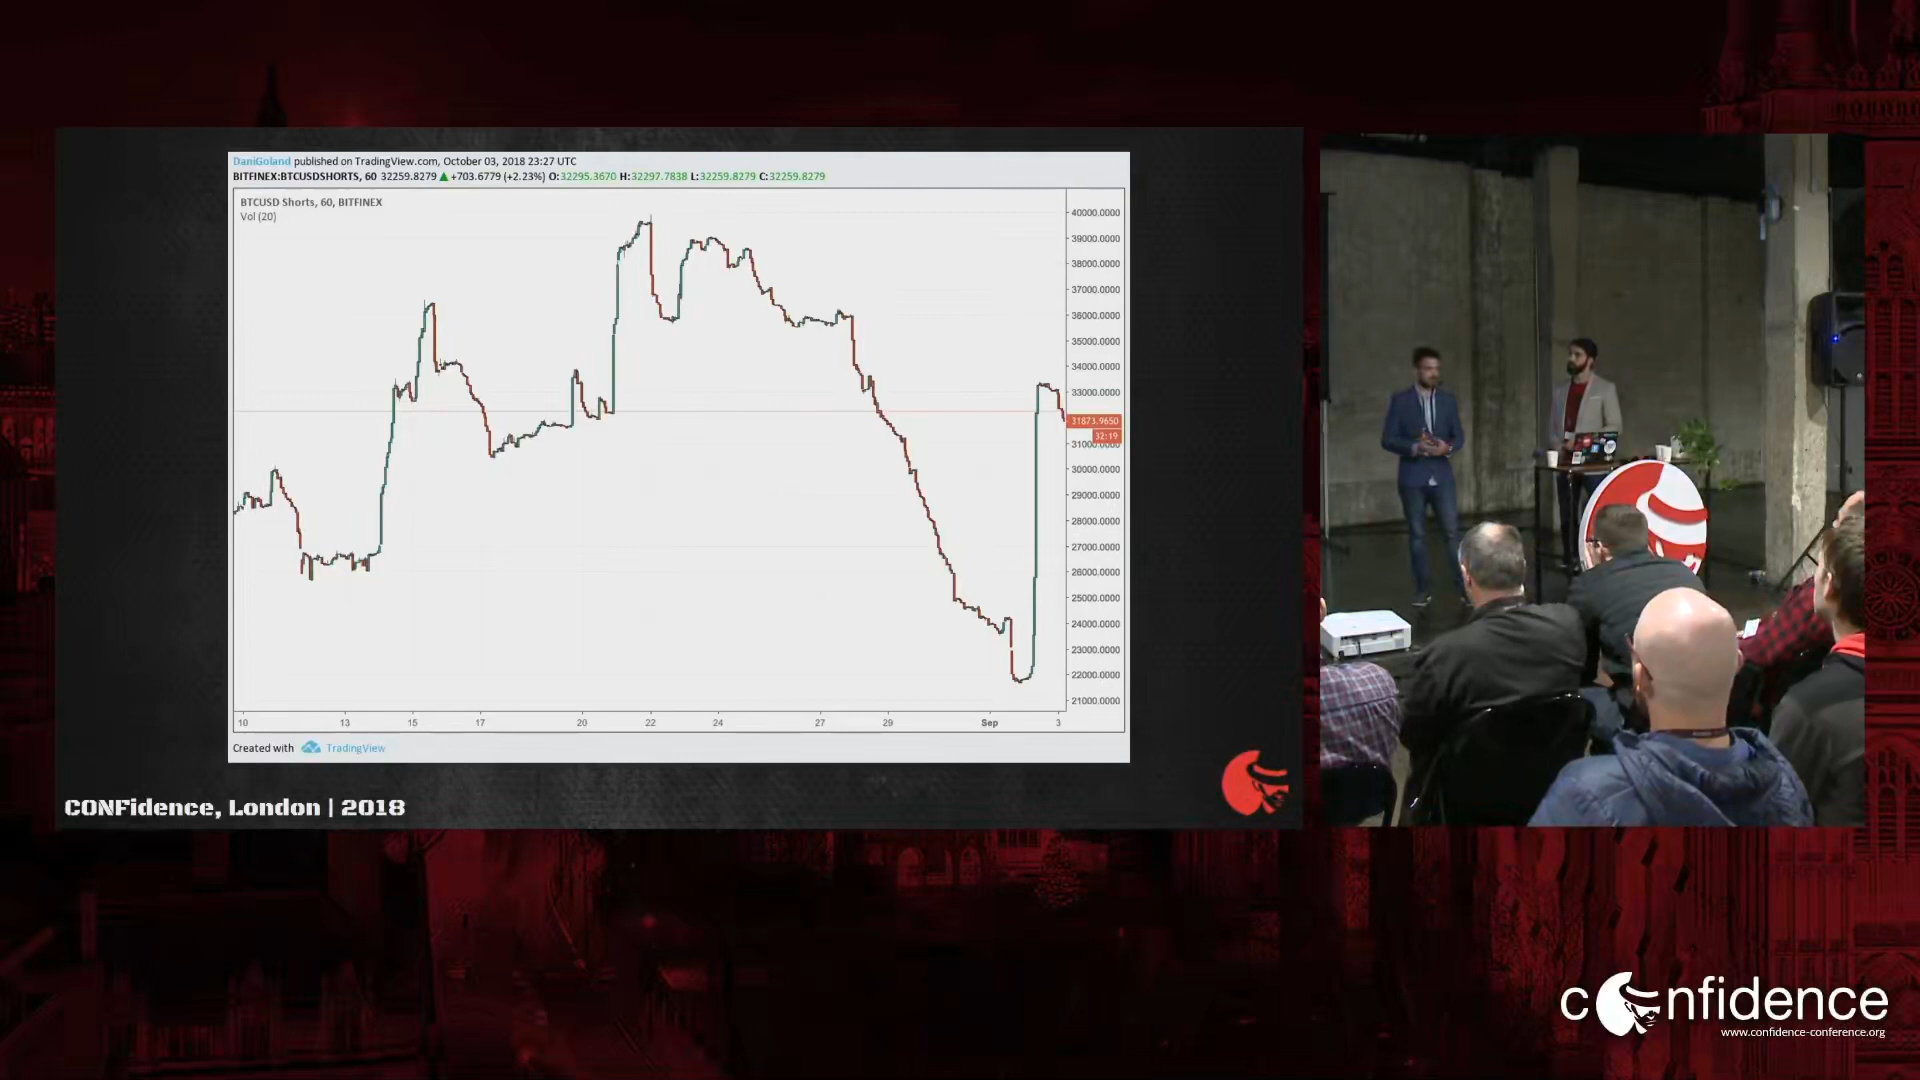 DaniGoland published on TradingView.com, October 03, 2018 23:27 UTC
BITFINEX:BTCUSDSHORTS, 60 32259.8279 ▲ +703.6779 (+2.23%) O:32295.3670 H:32297.7838 L:32259.8279 C:32259.8279
BTCUSD Shorts, 60, BITFINEX
Vol (20)
40000.0000
39000.0000
38000.0000
37000.0000
36000.0000
35000.0000
34000.0000
33000.0000
31873.9650
32:19
31000.0000
30000.0000
29000.0000
28000.0000
27000.0000
26000.0000
25000.0000
24000.0000
23000.0000
22000.0000
21000.0000
10 13 15 17 20 22 24 27 29 Sep 3
Created with TradingView
CONFidence, London | 2018
confidence
www.confidence-conference.org